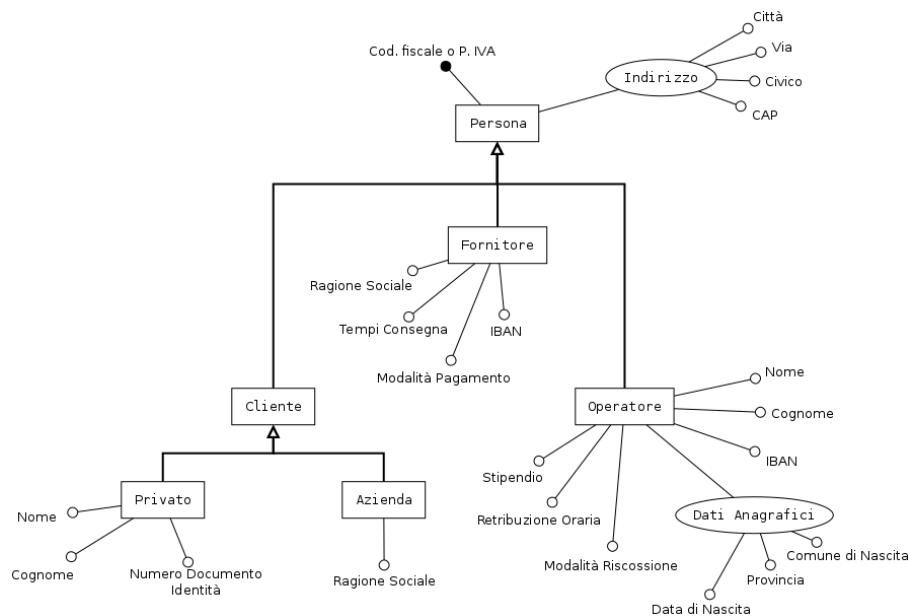 Città
Cod. fiscale o P. IVA
Via
Indirizzo
Civico
CAP
Persona
Fornitore
Ragione Sociale
Tempi Consegna
IBAN
Modalità Pagamento
Nome
Cliente
Operatore
Cognome
IBAN
Stipendio
Privato
Azienda
Nome
Retribuzione Oraria
Dati Anagrafici
Comune di Nascita
Modalità Riscossione
Cognome
Numero Documento
Identità
Ragione Sociale
Provincia
Data di Nascita